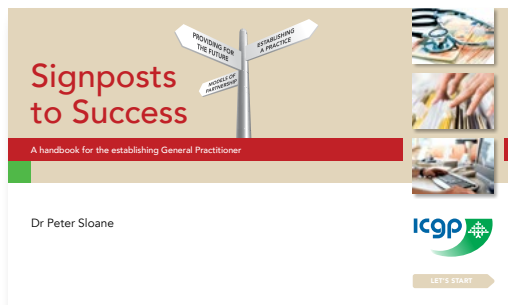 PROVIDING FOR
THE FUTURE
ESTABLISHING
A PRACTICE
MODELS OF
PARTNERSHIP
Signposts
to Success
A handbook for the establishing General Practitioner
Dr Peter Sloane
icgp
LET'S START